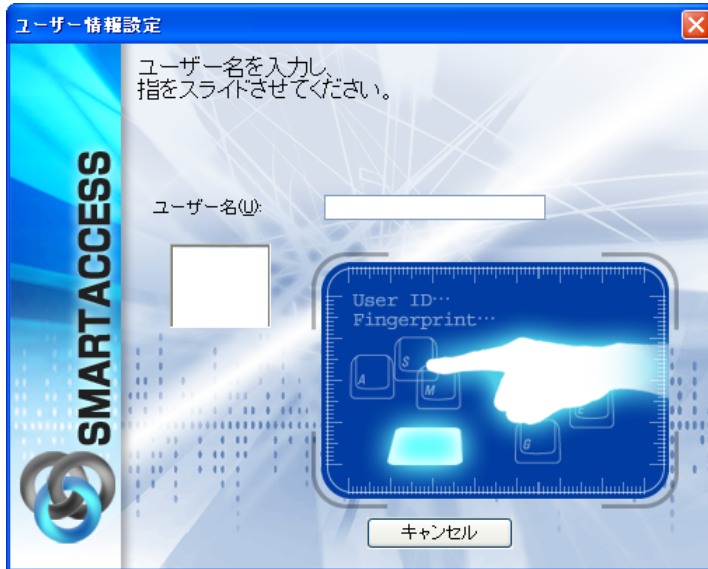 ユーザー情報設定
ユーザー名を入力し、
指をスライドさせてください。
SMARTACCESS
ユーザー名(U):
User ID…
Fingerprint…
A
S
M
E
G
キャンセル